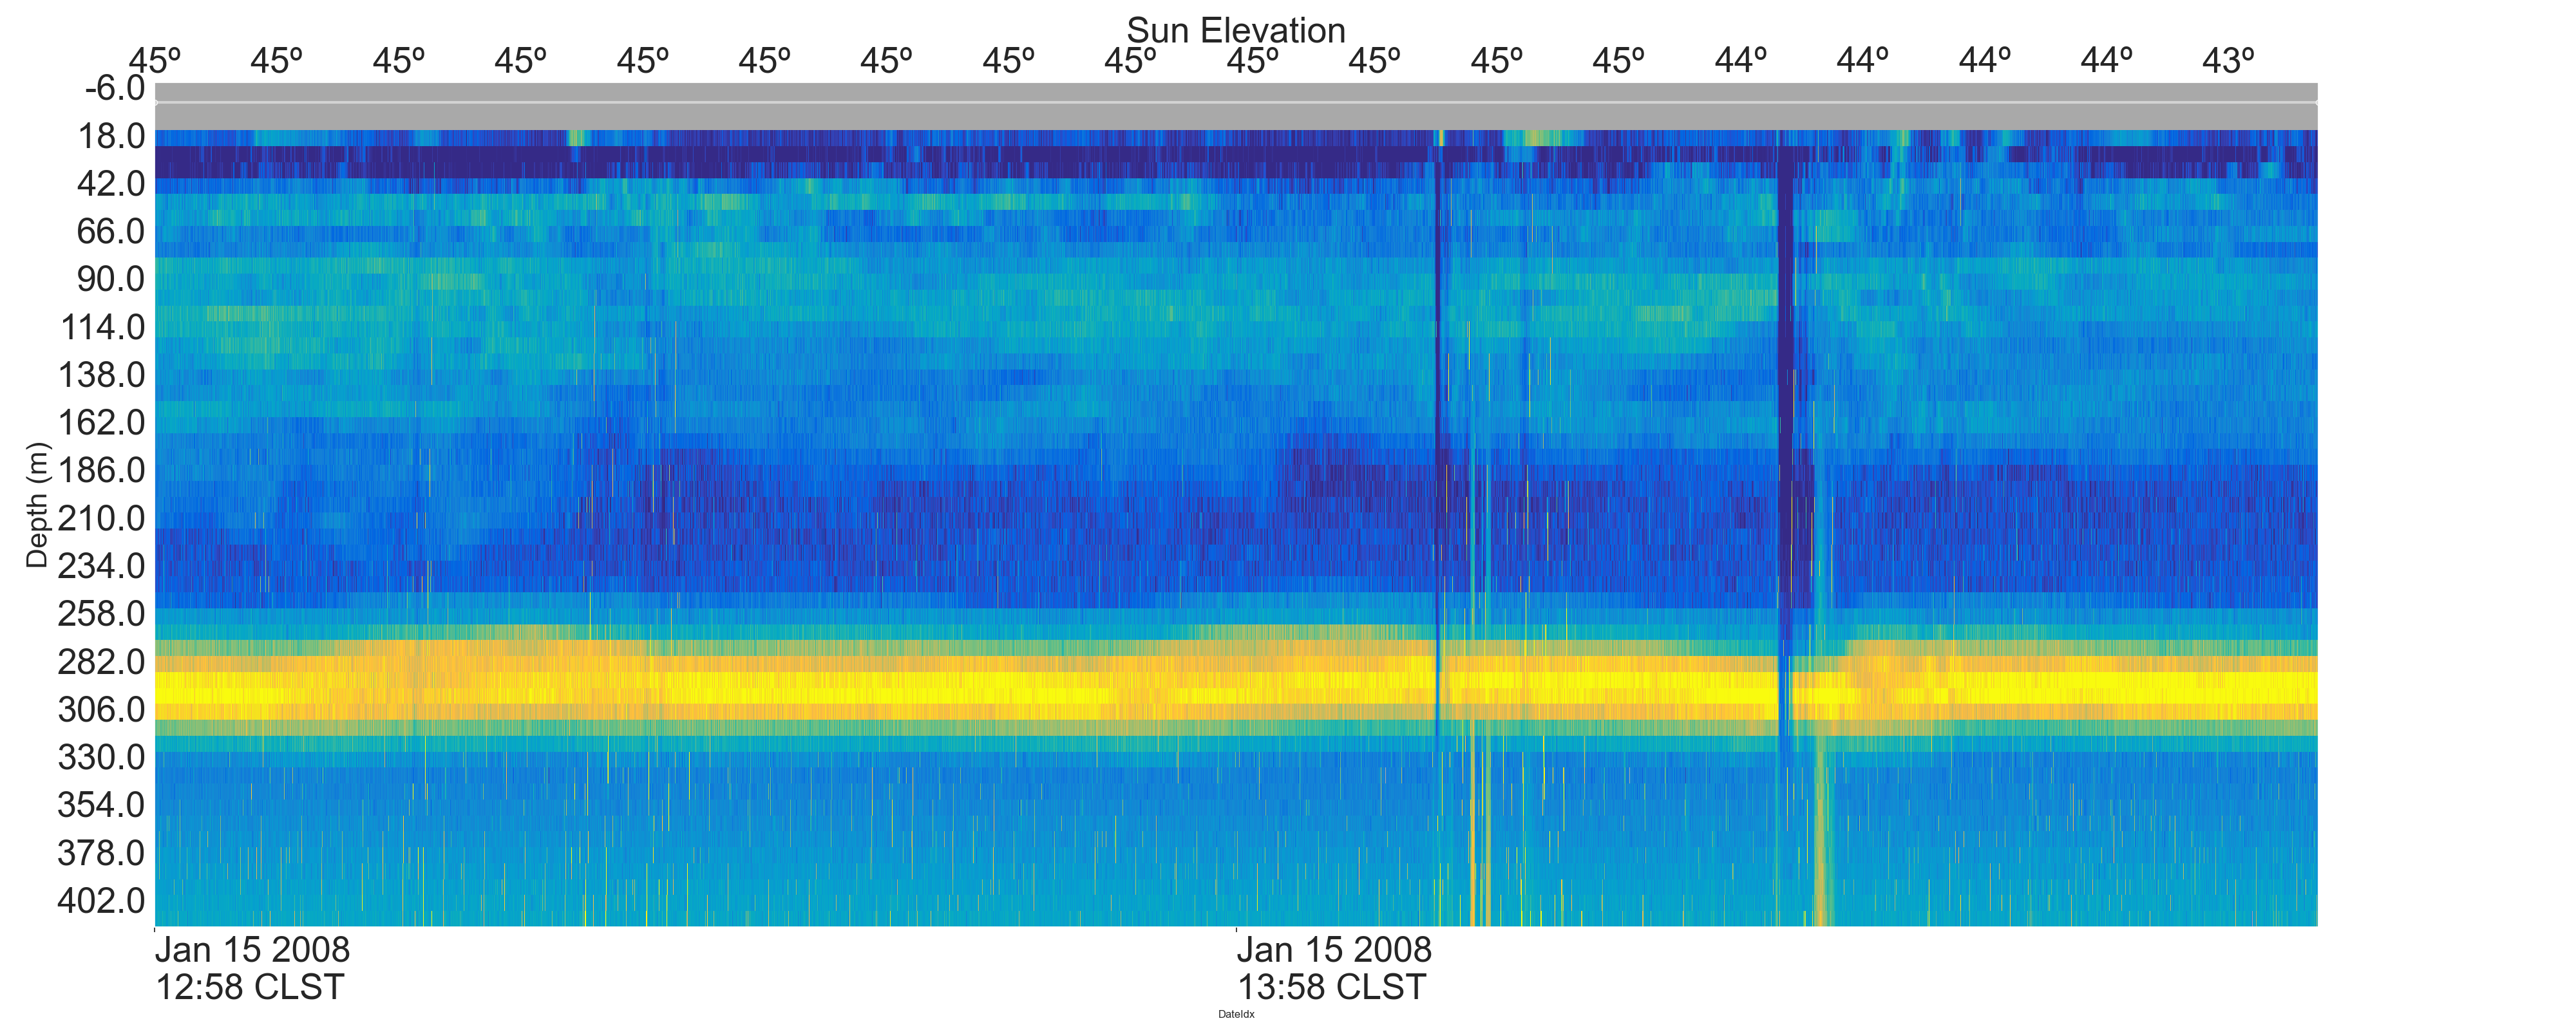 Sun Elevation
45º 45º 45º 45º 45º 45º 45º 45º 45º 45º 45º 45º 45º 44º 44º 44º 44º 43º
-6.0
18.0
42.0
66.0
90.0
114.0
138.0
162.0
186.0
210.0
234.0
258.0
282.0
306.0
330.0
354.0
378.0
402.0
Depth (m)
Jan 15 2008
12:58 CLST
Jan 15 2008
13:58 CLST
DateIdx